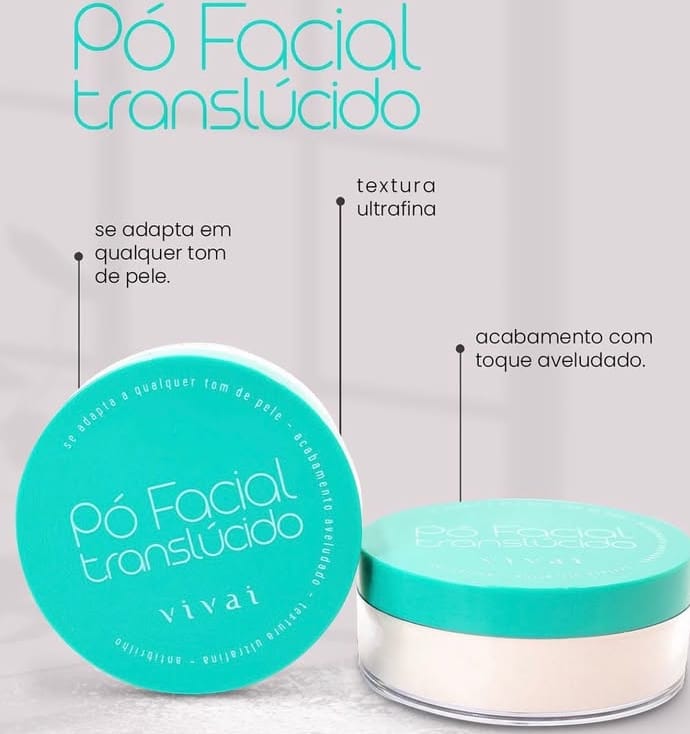 Pó Facial
translúcido
textura
ultrafina
se adapta em
qualquer tom
de pele.
acabamento com
toque aveludado.
se adapta a qualquer tom de pele - acabamento aveludado - textura ultrafina - antibrilho
Pó Facial
translúcido
vivai
Pó Facial
translúcido
vivai